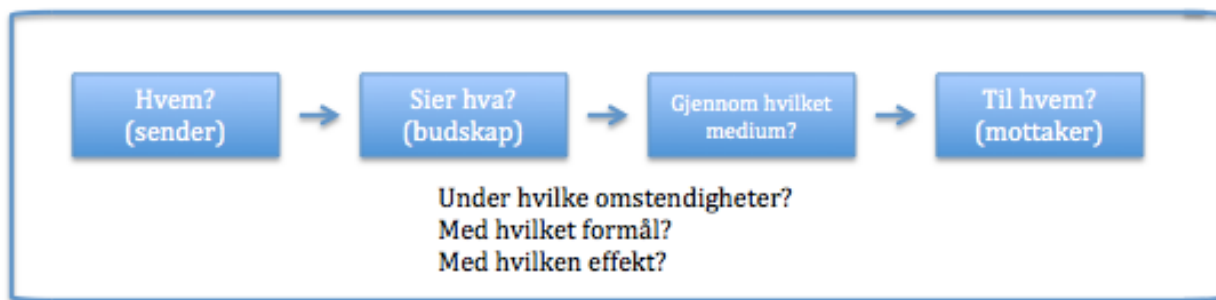 Hvem?
(sender)
Sier hva?
(budskap)
Gjennom hvilket
medium?
Til hvem?
(mottaker)
Under hvilke omstendigheter?
Med hvilket formål?
Med hvilken effekt?